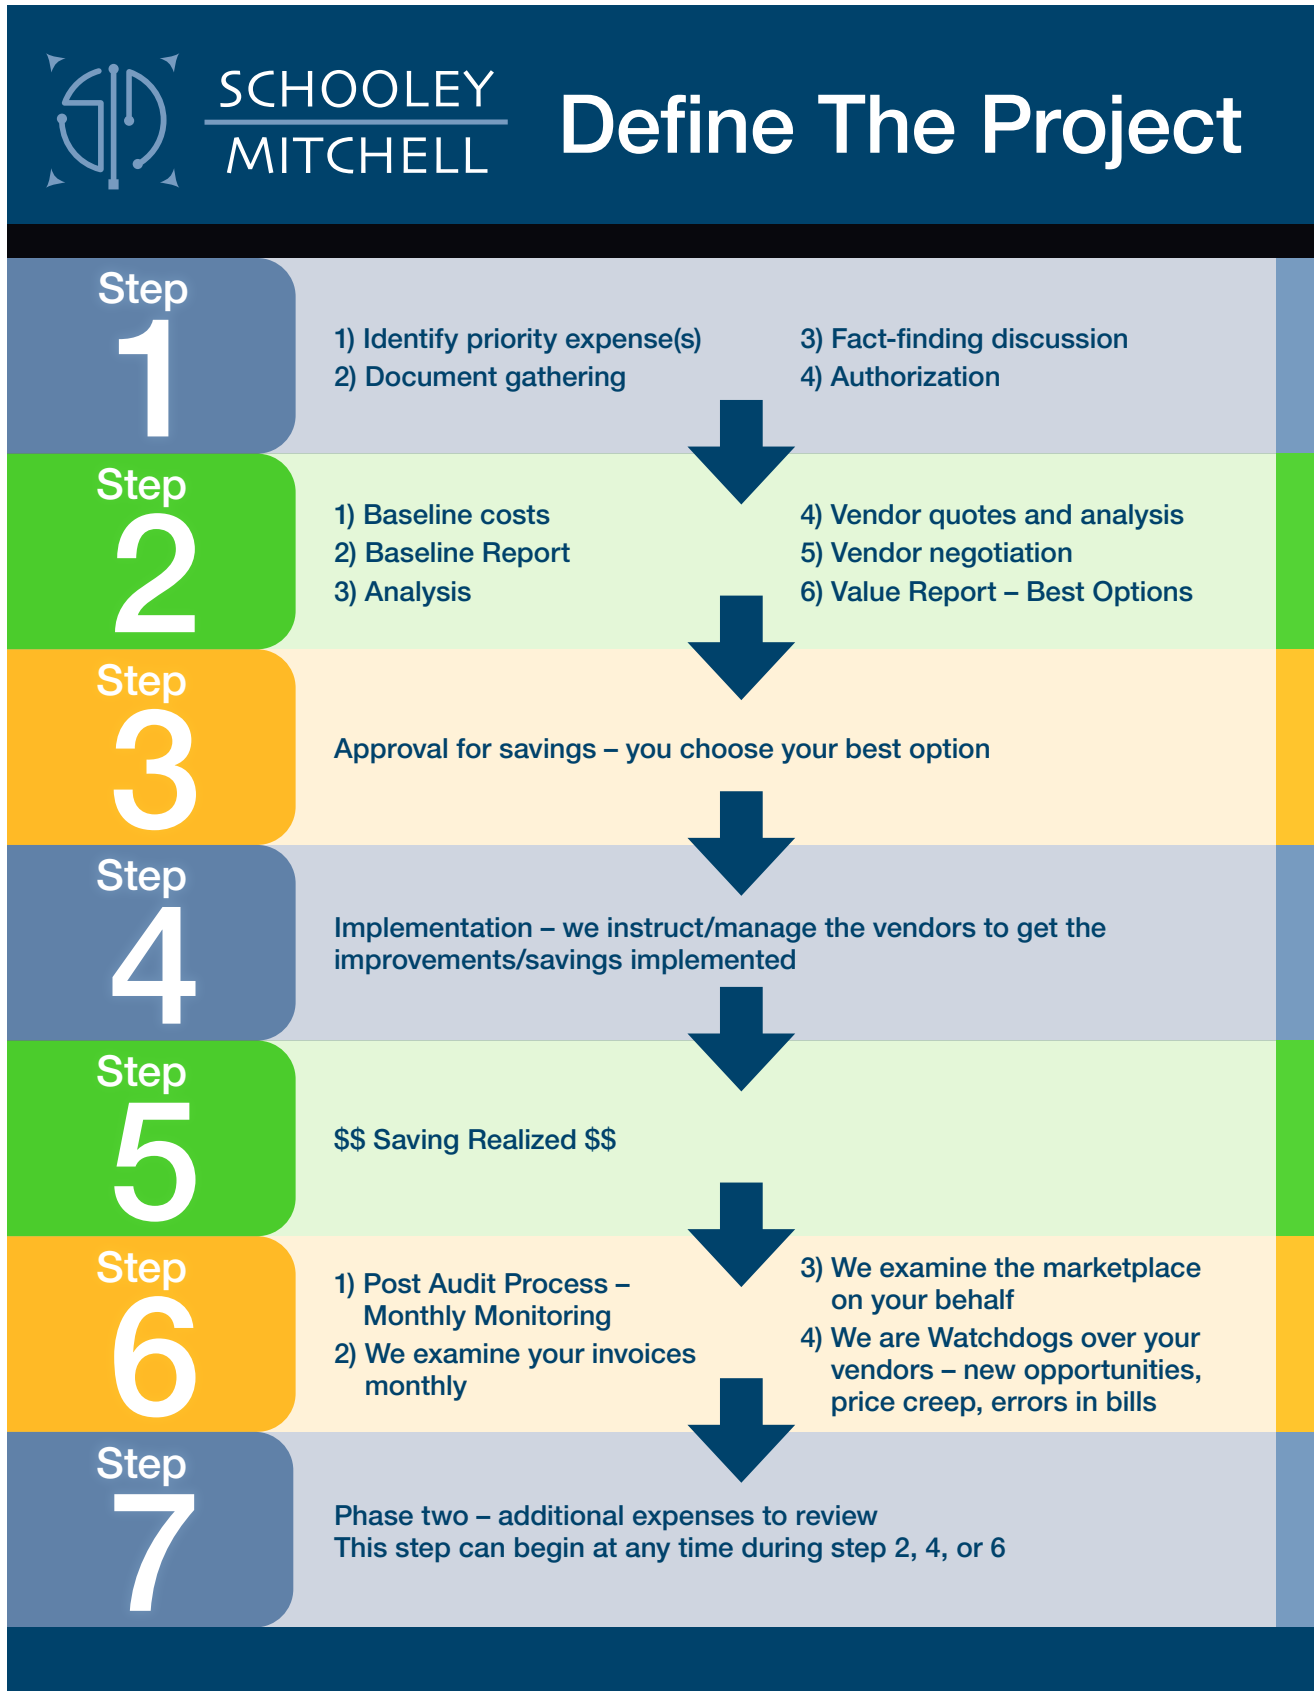 SCHOOLEY
MITCHELL
Define The Project
Step
1
1) Identify priority expense(s)
2) Document gathering
3) Fact-finding discussion
4) Authorization
Step
2
1) Baseline costs
2) Baseline Report
3) Analysis
4) Vendor quotes and analysis
5) Vendor negotiation
6) Value Report – Best Options
Step
3
Approval for savings – you choose your best option
Step
4
Implementation – we instruct/manage the vendors to get the
improvements/savings implemented
Step
5
$$ Saving Realized $$
Step
6
1) Post Audit Process –
Monthly Monitoring
2) We examine your invoices
monthly
3) We examine the marketplace
on your behalf
4) We are Watchdogs over your
vendors – new opportunities,
price creep, errors in bills
Step
7
Phase two – additional expenses to review
This step can begin at any time during step 2, 4, or 6